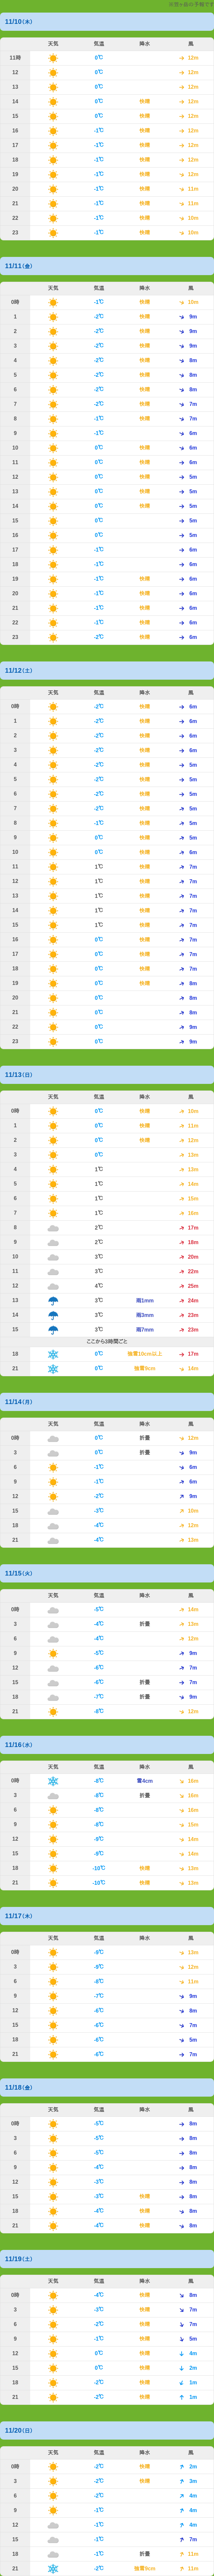 11/10(木)
天気 気温 降水 風
11時 0℃ 12m
12 0℃ 12m
13 0℃ 12m
14 0℃ 快晴 12m
15 0℃ 快晴 12m
16 -1℃ 快晴 12m
17 -1℃ 快晴 12m
18 -1℃ 快晴 12m
19 -1℃ 快晴 12m
20 -1℃ 快晴 11m
21 -1℃ 快晴 11m
22 -1℃ 快晴 10m
23 -1℃ 快晴 10m
11/11(金)
天気 気温 降水 風
0時 -1℃ 快晴 10m
1 -2℃ 快晴 9m
2 -2℃ 快晴 9m
3 -2℃ 快晴 9m
4 -2℃ 快晴 8m
5 -2℃ 快晴 8m
6 -2℃ 快晴 8m
7 -2℃ 快晴 7m
8 -1℃ 快晴 7m
9 -1℃ 6m
10 0℃ 快晴 6m
11 0℃ 快晴 6m
12 0℃ 快晴 5m
13 0℃ 快晴 5m
14 0℃ 快晴 5m
15 0℃ 5m
16 0℃ 5m
17 -1℃ 6m
18 -1℃ 6m
19 -1℃ 快晴 6m
20 -1℃ 快晴 6m
21 -1℃ 快晴 6m
22 -1℃ 快晴 6m
23 -2℃ 快晴 6m
11/12(土)
天気 気温 降水 風
0時 -2℃ 快晴 6m
1 -2℃ 快晴 6m
2 -2℃ 快晴 6m
3 -2℃ 快晴 6m
4 -2℃ 快晴 5m
5 -2℃ 快晴 5m
6 -2℃ 快晴 5m
7 -2℃ 快晴 5m
8 -1℃ 快晴 5m
9 0℃ 快晴 5m
10 0℃ 快晴 6m
11 1℃ 快晴 7m
12 1℃ 快晴 7m
13 1℃ 快晴 7m
14 1℃ 快晴 7m
15 1℃ 快晴 7m
16 0℃ 快晴 7m
17 0℃ 快晴 7m
18 0℃ 快晴 7m
19 0℃ 快晴 8m
20 0℃ 8m
21 0℃ 8m
22 0℃ 9m
23 0℃ 9m
11/13(日)
天気 気温 降水 風
0時 0℃ 快晴 10m
1 0℃ 快晴 11m
2 0℃ 快晴 12m
3 0℃ 13m
4 1℃ 13m
5 1℃ 14m
6 1℃ 15m
7 1℃ 16m
8 2℃ 17m
9 2℃ 18m
10 3℃ 20m
11 3℃ 22m
12 4℃ 25m
13 3℃ 雨1mm 24m
14 3℃ 雨3mm 23m
15 3℃ 雨7mm 23m
ここから3時間ごと
18 0℃ 強雪10cm以上 17m
21 0℃ 強雪9cm 14m
11/14(月)
天気 気温 降水 風
0時 0℃ 折曇 12m
3 0℃ 折曇 9m
6 -1℃ 6m
9 -1℃ 6m
12 -2℃ 9m
15 -3℃ 10m
18 -4℃ 12m
21 -4℃ 13m
11/15(火)
天気 気温 降水 風
0時 -5℃ 14m
3 -4℃ 折曇 13m
6 -4℃ 12m
9 -5℃ 9m
12 -6℃ 7m
15 -6℃ 折曇 7m
18 -7℃ 折曇 9m
21 -8℃ 12m
11/16(水)
天気 気温 降水 風
0時 -8℃ 雪4cm 16m
3 -8℃ 折曇 16m
6 -8℃ 16m
9 -8℃ 15m
12 -9℃ 14m
15 -9℃ 14m
18 -10℃ 快晴 13m
21 -10℃ 快晴 13m
11/17(木)
天気 気温 降水 風
0時 -9℃ 13m
3 -9℃ 12m
6 -8℃ 11m
9 -7℃ 9m
12 -6℃ 8m
15 -6℃ 7m
18 -6℃ 5m
21 -6℃ 7m
11/18(金)
天気 気温 降水 風
0時 -5℃ 8m
3 -5℃ 8m
6 -5℃ 8m
9 -4℃ 8m
12 -3℃ 8m
15 -3℃ 快晴 8m
18 -4℃ 快晴 8m
21 -4℃ 快晴 8m
11/19(土)
天気 気温 降水 風
0時 -4℃ 快晴 8m
3 -3℃ 快晴 7m
6 -2℃ 快晴 7m
9 -1℃ 快晴 5m
12 0℃ 快晴 4m
15 0℃ 快晴 2m
18 -2℃ 快晴 1m
21 -2℃ 快晴 1m
11/20(日)
天気 気温 降水 風
0時 -2℃ 快晴 2m
3 -2℃ 快晴 3m
6 -2℃ 4m
9 -1℃ 4m
12 -1℃ 4m
15 -1℃ 7m
18 -1℃ 折曇 11m
21 -2℃ 強雪9cm 11m